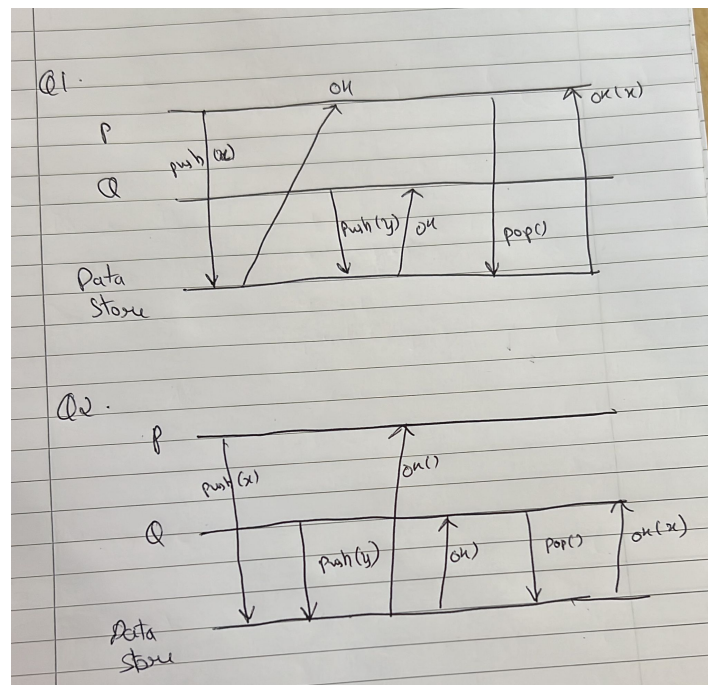 Q1.
OK
OK(x)
P
push(x)
Q
push(y)
OK
pop()
Data
Store
Q2.
P
push(x)
OK()
Q
push(y)
OK)
pop()
OK(x)
Data
Store